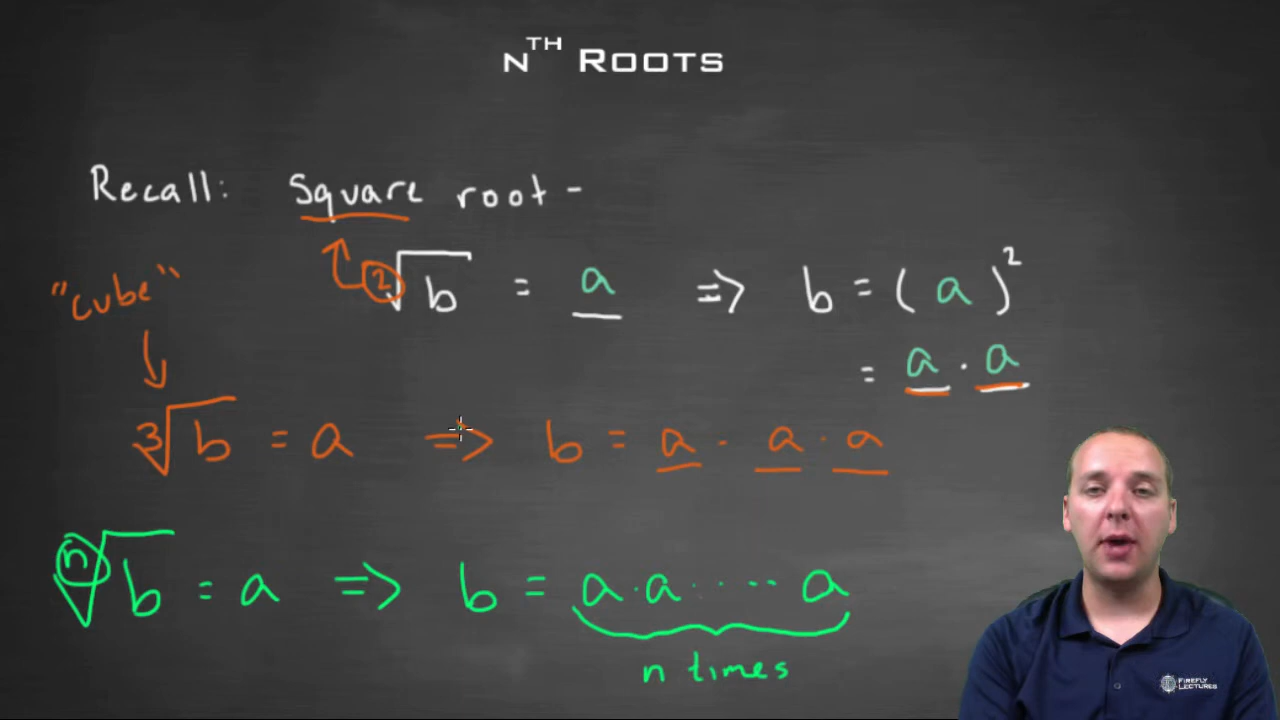 NTH ROOTS
Recall: Square root -
²√b = a ⇒ b = (a)²
= a · a
"cube"
³√b = a ⇒ b = a · a · a
ⁿ√b = a ⇒ b = a · a · · · · a
n times
FIREFLY
LECTURES